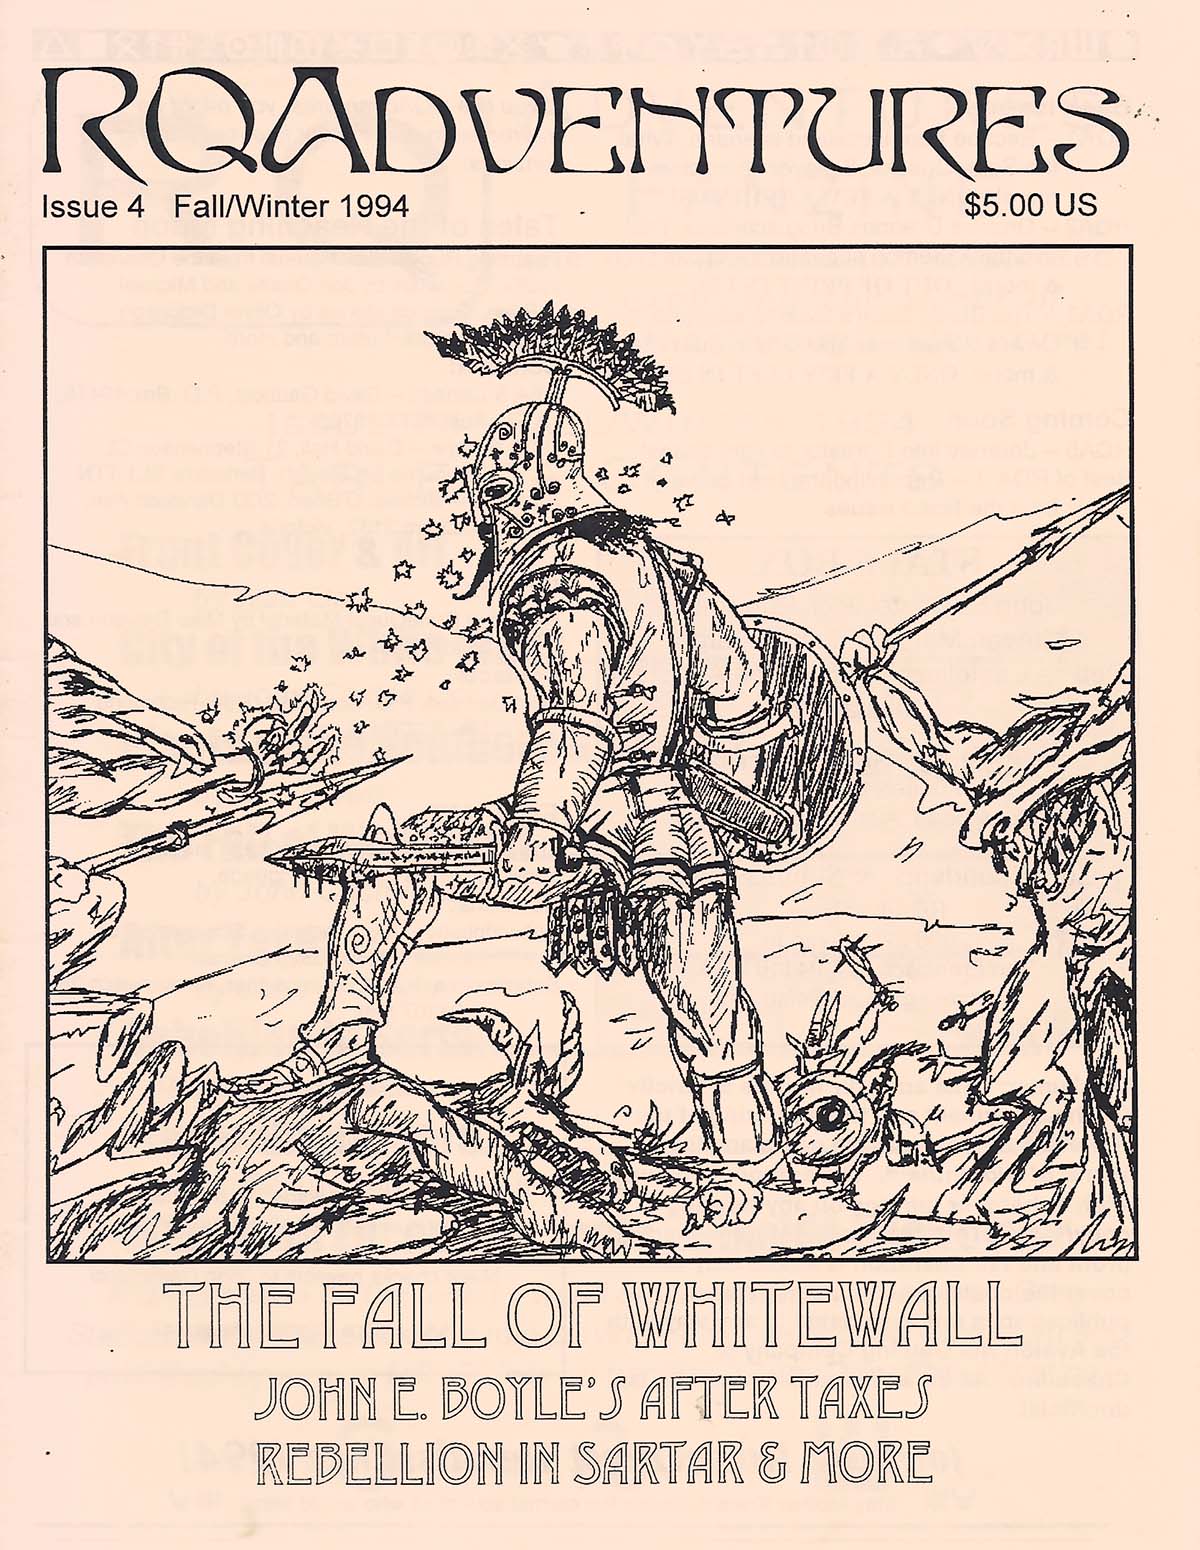 RQADVENTURES
Issue 4 Fall/Winter 1994 $5.00 US
THE FALL OF WHITEWALL
JOHN E. BOYLE'S AFTER TAXES
REBELLION IN SARTAR & MORE